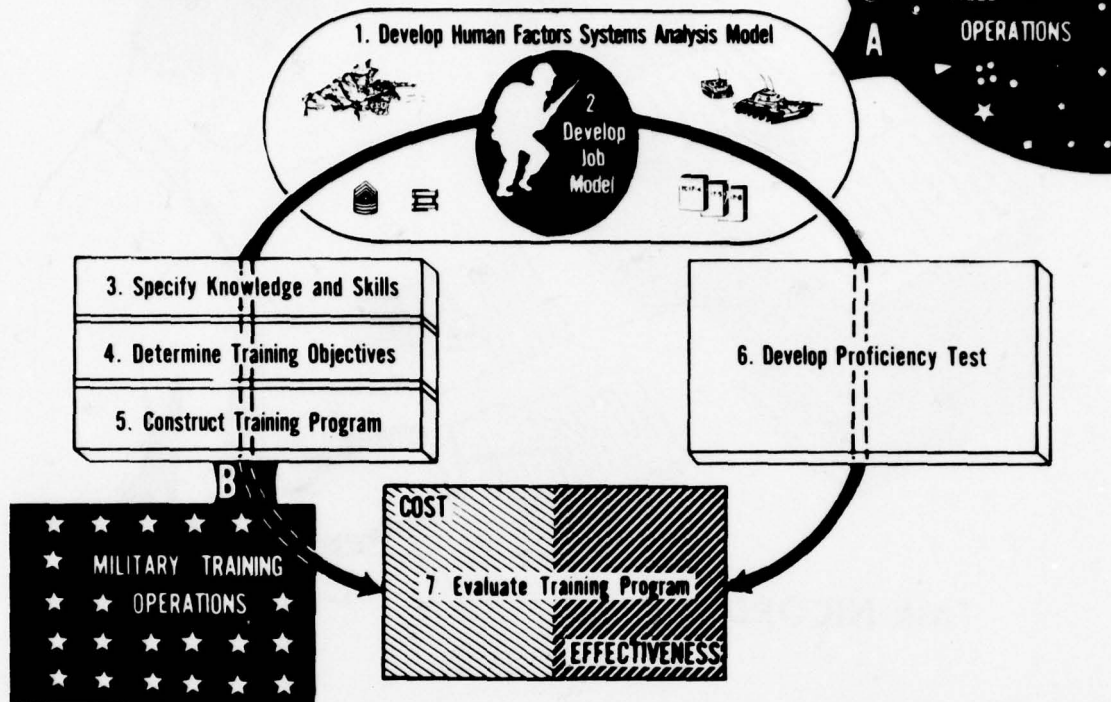 1. Develop Human Factors Systems Analysis Model
A
OPERATIONS
2
Develop
Job
Model
3. Specify Knowledge and Skills
4. Determine Training Objectives
5. Construct Training Program
6. Develop Proficiency Test
B
MILITARY TRAINING
OPERATIONS
COST
7. Evaluate Training Program
EFFECTIVENESS